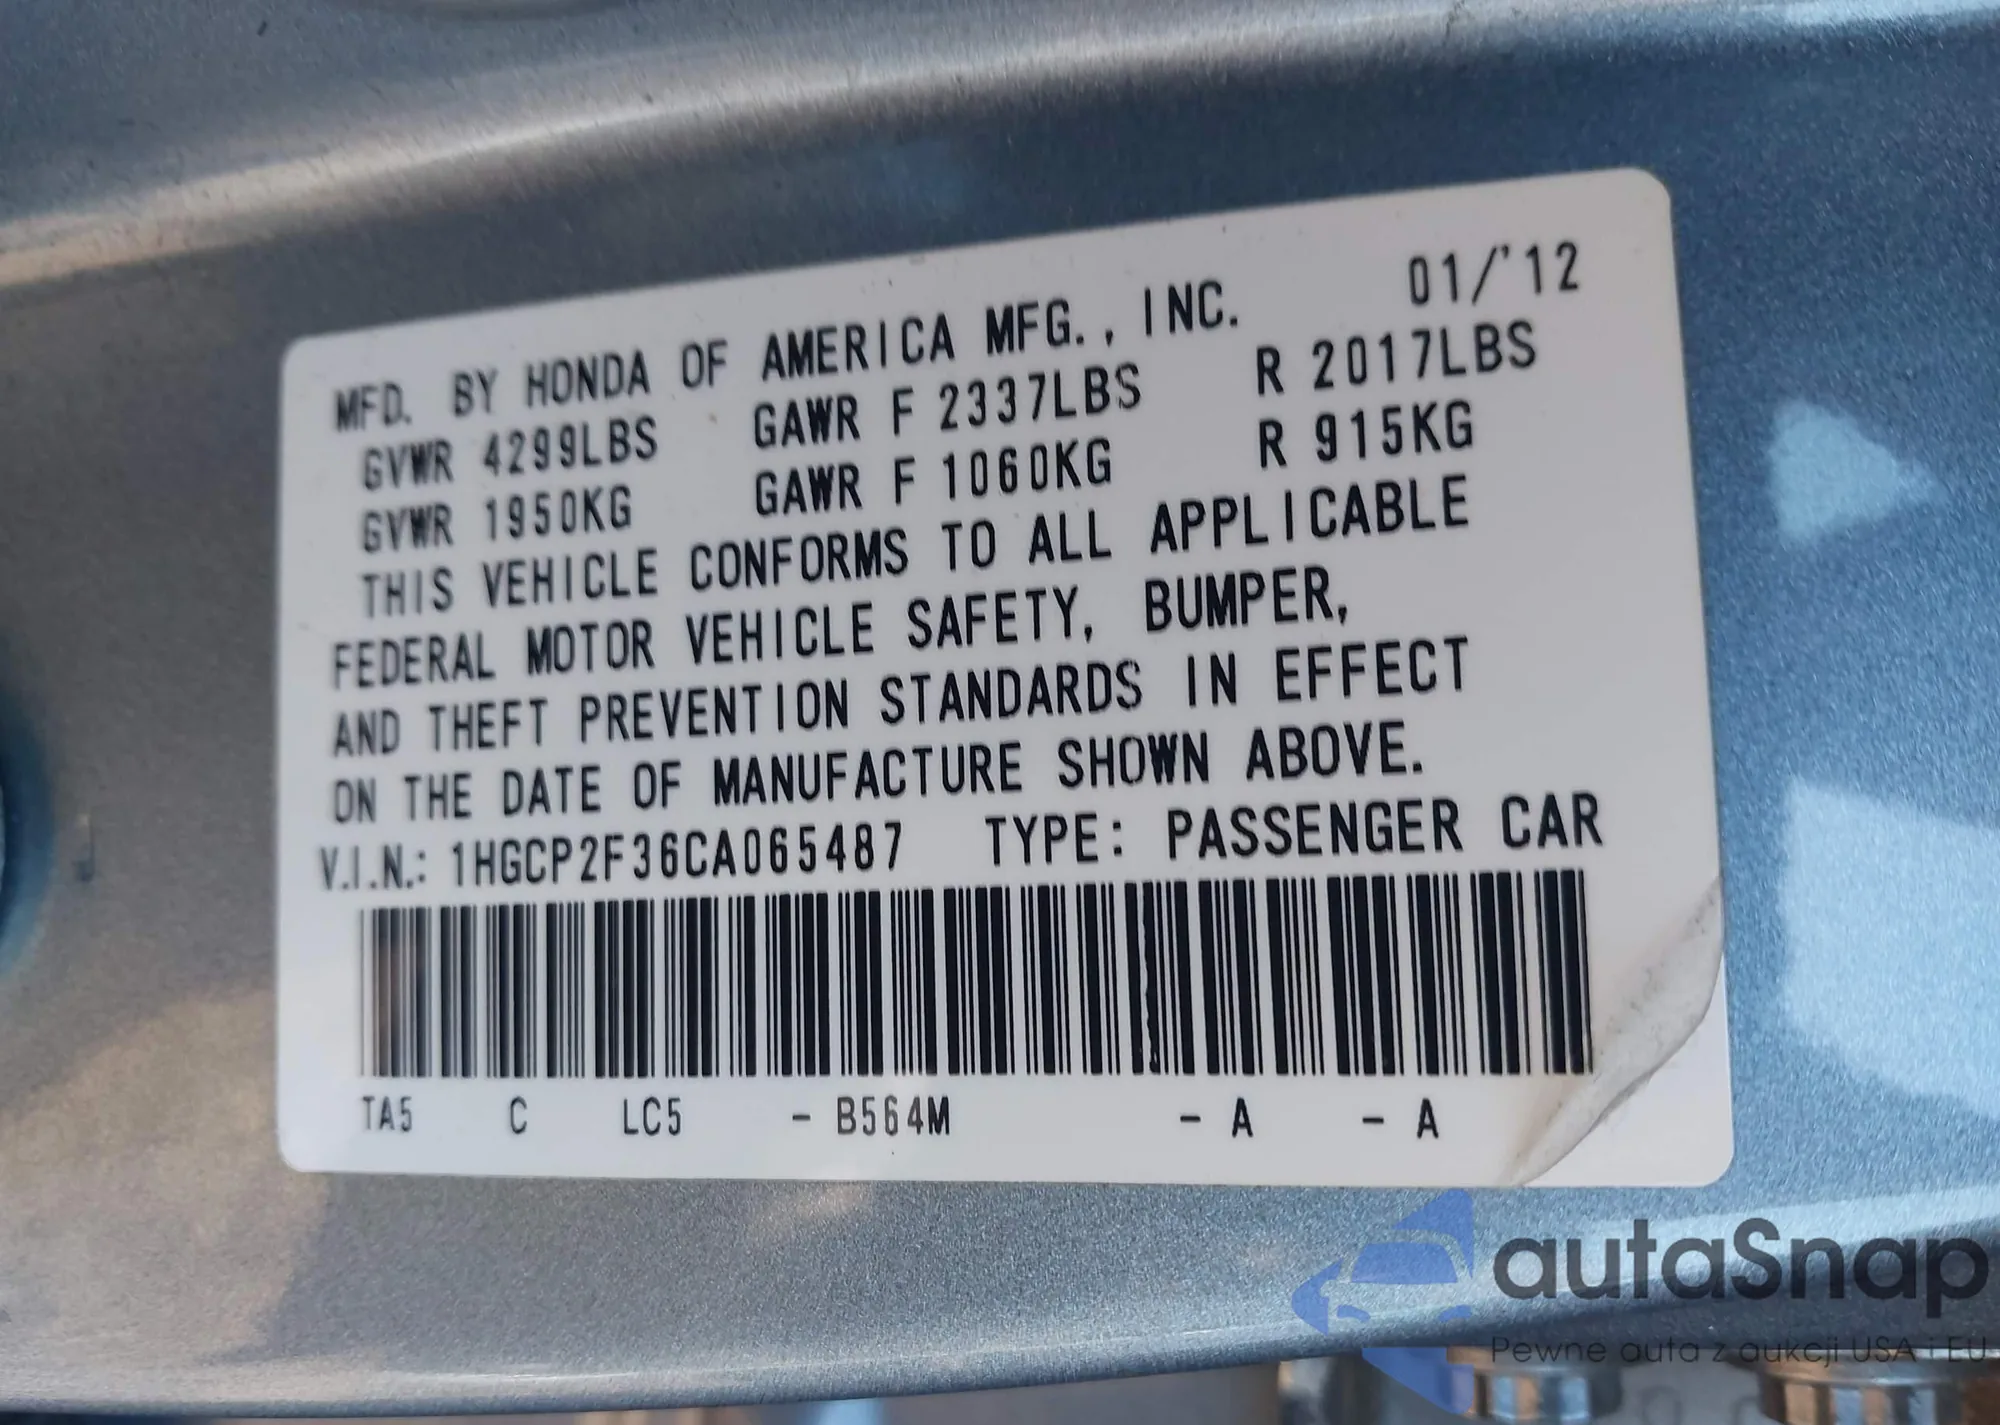 MFD. BY HONDA OF AMERICA MFG., INC. 01/'12
GVWR 4299LBS GAWR F 2337LBS R 2017LBS
GVWR 1950KG GAWR F 1060KG R 915KG
THIS VEHICLE CONFORMS TO ALL APPLICABLE
FEDERAL MOTOR VEHICLE SAFETY, BUMPER,
AND THEFT PREVENTION STANDARDS IN EFFECT
ON THE DATE OF MANUFACTURE SHOWN ABOVE.
V.I.N.: 1HGCP2F36CA065487 TYPE: PASSENGER CAR
TA5 C LC5 - B564M - A - A
autaSnap
Pewne auta z aukcji USA i EU